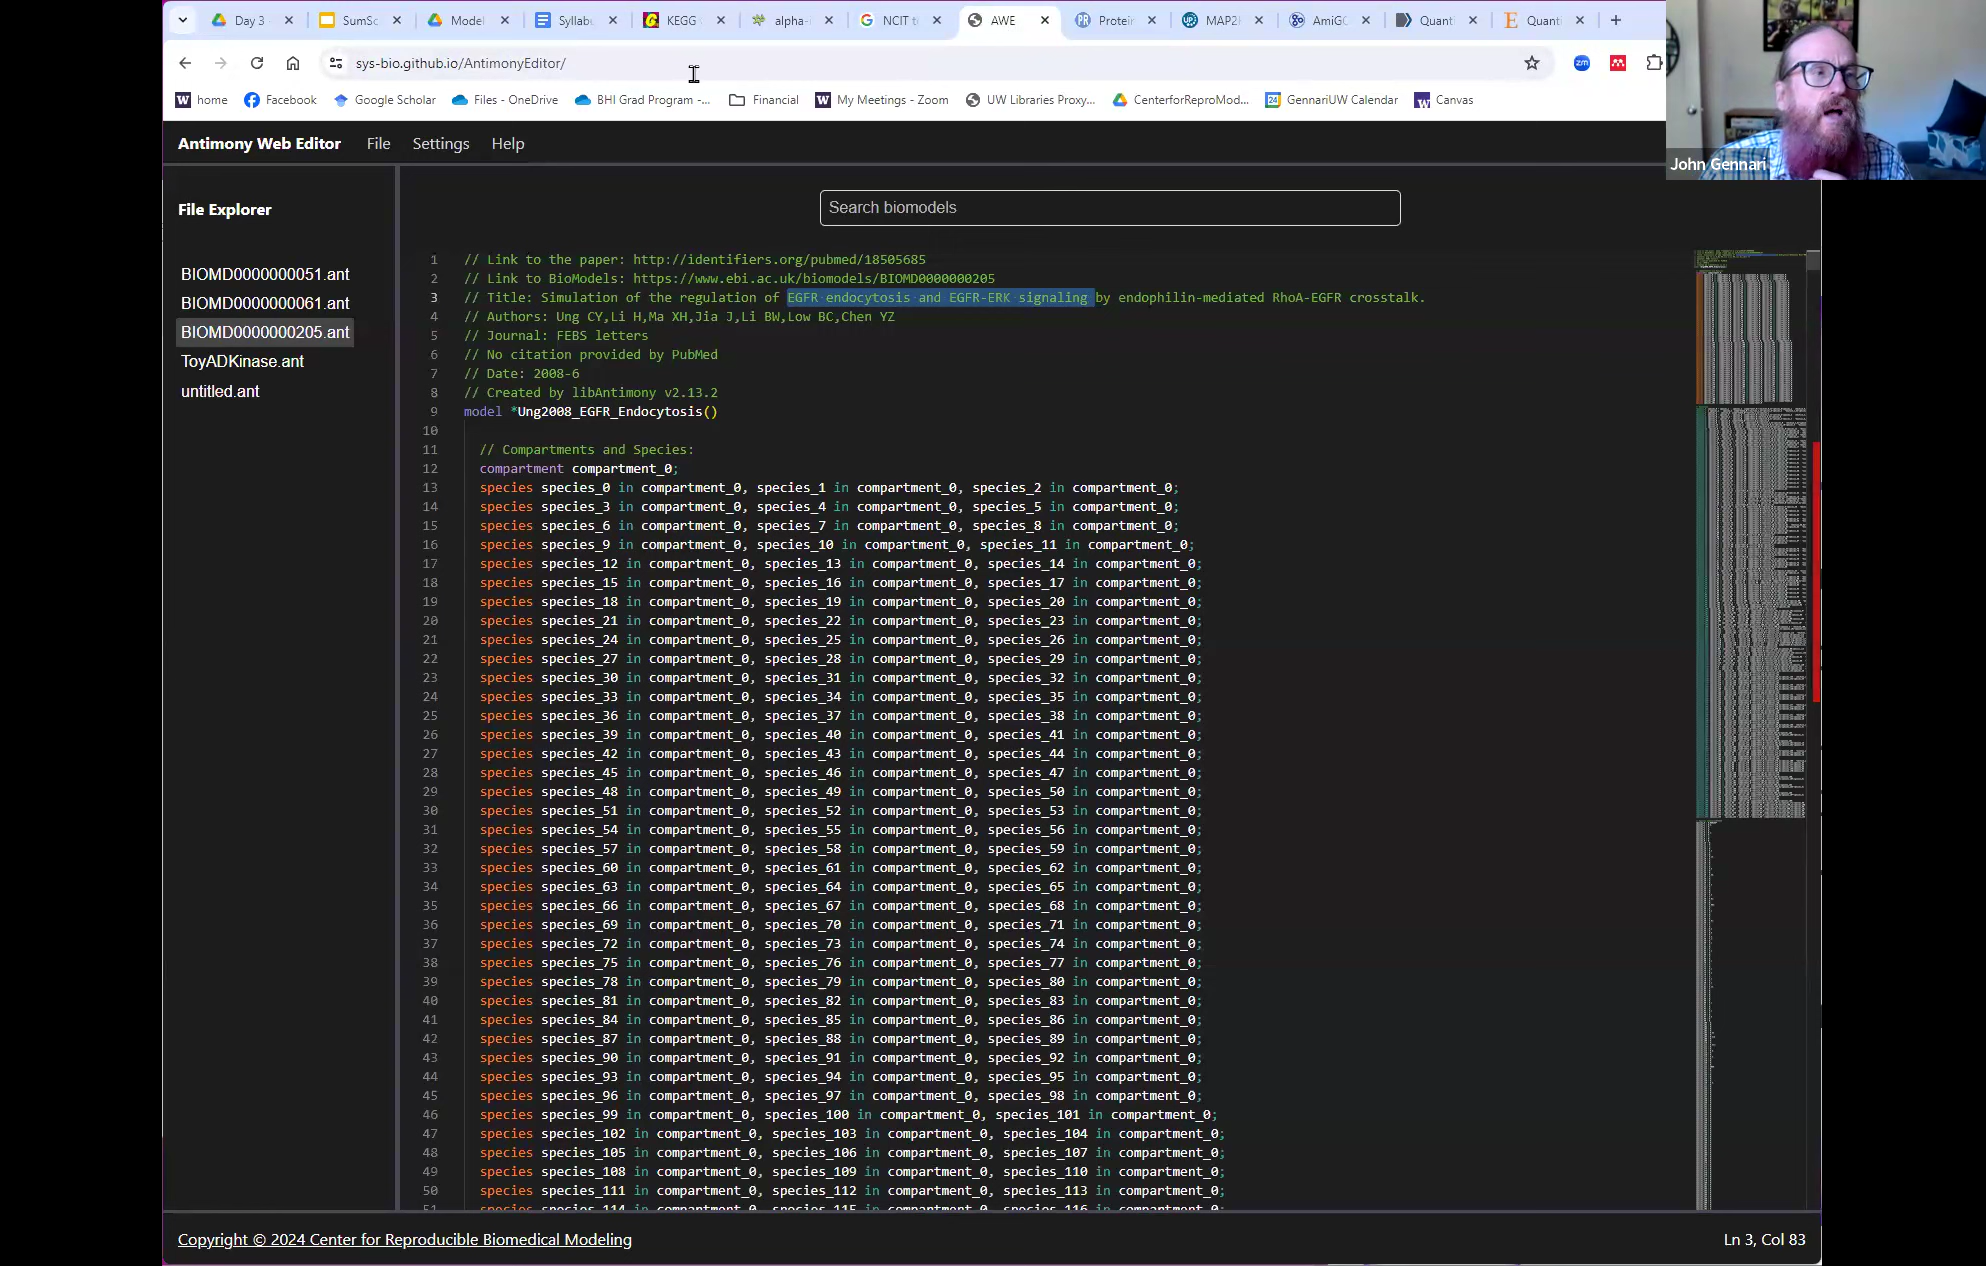 Day 3
SumSc
Model
Syllab
KEGG
alpha-
NCIT t
AWE
Protei
MAP2
AmiGO
Quant
Quan
sys-bio.github.io/AntimonyEditor/
home
Facebook
Google Scholar
Files - OneDrive
BHI Grad Program -...
Financial
My Meetings - Zoom
UW Libraries Proxy...
CenterforReproMod...
GennariUW Calendar
Canvas
Antimony Web Editor File Settings Help
John Gennari
File Explorer
BIOMD0000000051.ant
BIOMD0000000061.ant
BIOMD0000000205.ant
ToyADKinase.ant
untitled.ant
Search biomodels
1 // Link to the paper: http://identifiers.org/pubmed/18505685
2 // Link to BioModels: https://www.ebi.ac.uk/biomodels/BIOMD0000000205
3 // Title: Simulation of the regulation of EGFR endocytosis and EGFR-ERK signaling by endophilin-mediated RhoA-EGFR crosstalk.
4 // Authors: Ung CY,Li H,Ma XH,Jia J,Li BW,Low BC,Chen YZ
5 // Journal: FEBS letters
6 // No citation provided by PubMed
7 // Date: 2008-6
8 // Created by libAntimony v2.13.2
9 model *Ung2008_EGFR_Endocytosis()
10
11 // Compartments and Species:
12 compartment compartment_0;
13 species species_0 in compartment_0, species_1 in compartment_0, species_2 in compartment_0;
14 species species_3 in compartment_0, species_4 in compartment_0, species_5 in compartment_0;
15 species species_6 in compartment_0, species_7 in compartment_0, species_8 in compartment_0;
16 species species_9 in compartment_0, species_10 in compartment_0, species_11 in compartment_0;
17 species species_12 in compartment_0, species_13 in compartment_0, species_14 in compartment_0;
18 species species_15 in compartment_0, species_16 in compartment_0, species_17 in compartment_0;
19 species species_18 in compartment_0, species_19 in compartment_0, species_20 in compartment_0;
20 species species_21 in compartment_0, species_22 in compartment_0, species_23 in compartment_0;
21 species species_24 in compartment_0, species_25 in compartment_0, species_26 in compartment_0;
22 species species_27 in compartment_0, species_28 in compartment_0, species_29 in compartment_0;
23 species species_30 in compartment_0, species_31 in compartment_0, species_32 in compartment_0;
24 species species_33 in compartment_0, species_34 in compartment_0, species_35 in compartment_0;
25 species species_36 in compartment_0, species_37 in compartment_0, species_38 in compartment_0;
26 species species_39 in compartment_0, species_40 in compartment_0, species_41 in compartment_0;
27 species species_42 in compartment_0, species_43 in compartment_0, species_44 in compartment_0;
28 species species_45 in compartment_0, species_46 in compartment_0, species_47 in compartment_0;
29 species species_48 in compartment_0, species_49 in compartment_0, species_50 in compartment_0;
30 species species_51 in compartment_0, species_52 in compartment_0, species_53 in compartment_0;
31 species species_54 in compartment_0, species_55 in compartment_0, species_56 in compartment_0;
32 species species_57 in compartment_0, species_58 in compartment_0, species_59 in compartment_0;
33 species species_60 in compartment_0, species_61 in compartment_0, species_62 in compartment_0;
34 species species_63 in compartment_0, species_64 in compartment_0, species_65 in compartment_0;
35 species species_66 in compartment_0, species_67 in compartment_0, species_68 in compartment_0;
36 species species_69 in compartment_0, species_70 in compartment_0, species_71 in compartment_0;
37 species species_72 in compartment_0, species_73 in compartment_0, species_74 in compartment_0;
38 species species_75 in compartment_0, species_76 in compartment_0, species_77 in compartment_0;
39 species species_78 in compartment_0, species_79 in compartment_0, species_80 in compartment_0;
40 species species_81 in compartment_0, species_82 in compartment_0, species_83 in compartment_0;
41 species species_84 in compartment_0, species_85 in compartment_0, species_86 in compartment_0;
42 species species_87 in compartment_0, species_88 in compartment_0, species_89 in compartment_0;
43 species species_90 in compartment_0, species_91 in compartment_0, species_92 in compartment_0;
44 species species_93 in compartment_0, species_94 in compartment_0, species_95 in compartment_0;
45 species species_96 in compartment_0, species_97 in compartment_0, species_98 in compartment_0;
46 species species_99 in compartment_0, species_100 in compartment_0, species_101 in compartment_0;
47 species species_102 in compartment_0, species_103 in compartment_0, species_104 in compartment_0;
48 species species_105 in compartment_0, species_106 in compartment_0, species_107 in compartment_0;
49 species species_108 in compartment_0, species_109 in compartment_0, species_110 in compartment_0;
50 species species_111 in compartment_0, species_112 in compartment_0, species_113 in compartment_0;
51 species species_114 in compartment_0, species_115 in compartment_0, species_116 in compartment_0;
Copyright © 2024 Center for Reproducible Biomedical Modeling
Ln 3, Col 83